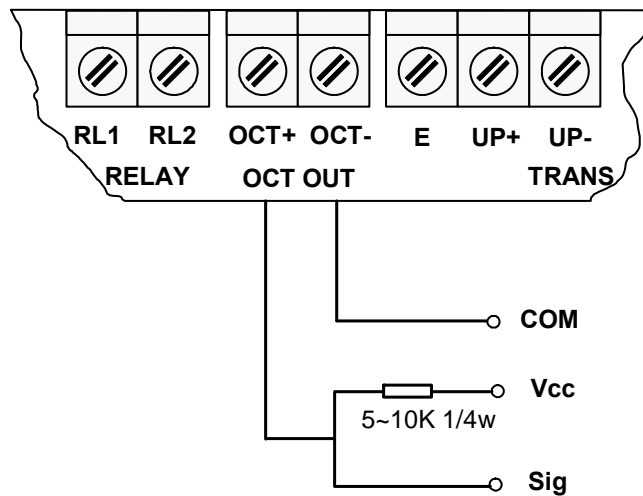 RL1 RL2 OCT+ OCT- E UP+ UP-
RELAY OCT OUT TRANS
COM
Vcc
5~10K 1/4w
Sig